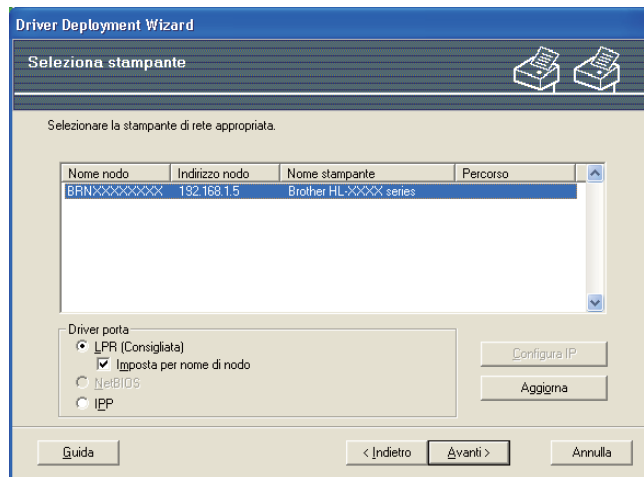 Driver Deployment Wizard
Seleziona stampante
Selezionare la stampante di rete appropriata.
Nome nodo Indirizzo nodo Nome stampante Percorso
BRNXXXXXXXX 192.168.1.5 Brother HL-XXXX series
Driver porta
LPR (Consigliata)
Imposta per nome di nodo
NetBIOS
IPP
Configura IP
Aggiorna
Guida
< Indietro
Avanti >
Annulla